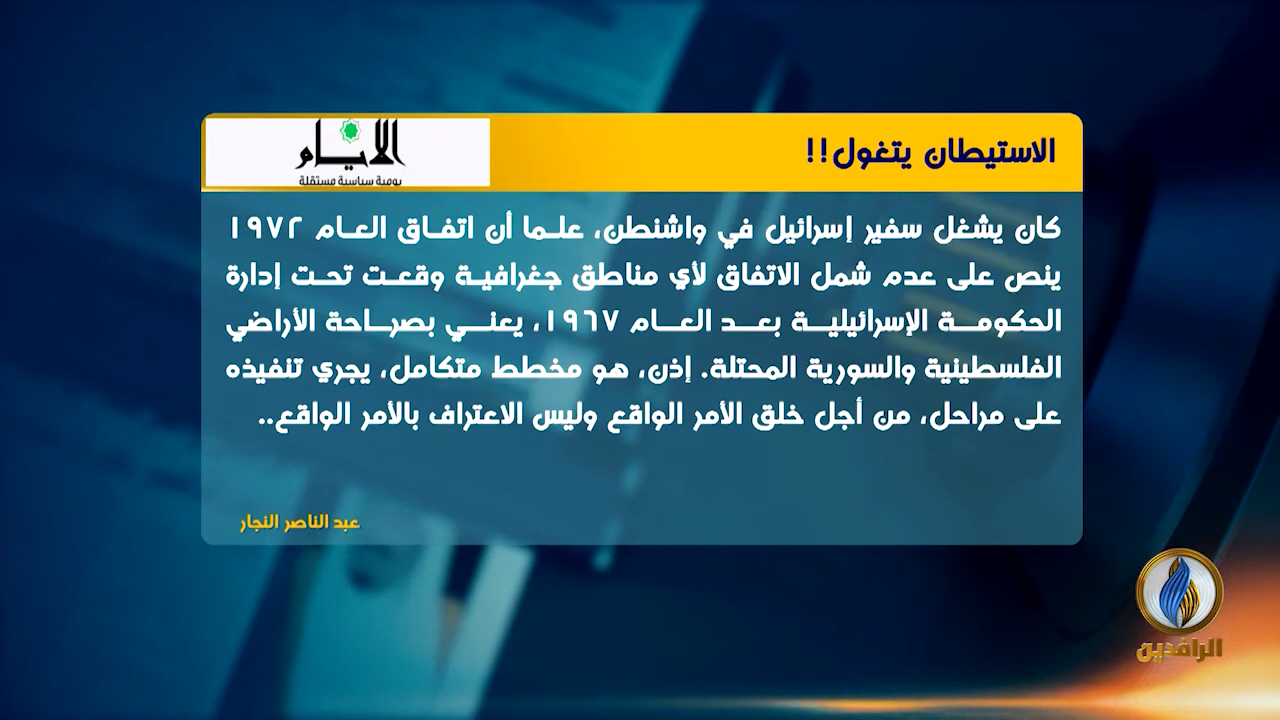 الاستيطان يتغول!!
الايام
يومية سياسية مستقلة
كان يشغل سفير إسرائيل في واشنطن، علما أن اتفاق العام ١٩٧٢
ينص على عدم شمل الاتفاق لأي مناطق جغرافية وقعت تحت إدارة
الحكومة الإسرائيلية بعد العام ١٩٦٧، يعني بصراحة الأراضي
الفلسطينية والسورية المحتلة. إذن، هو مخطط متكامل، يجري تنفيذه
على مراحل، من أجل خلق الأمر الواقع وليس الاعتراف بالأمر الواقع..
عبد الناصر النجار
الرافدين